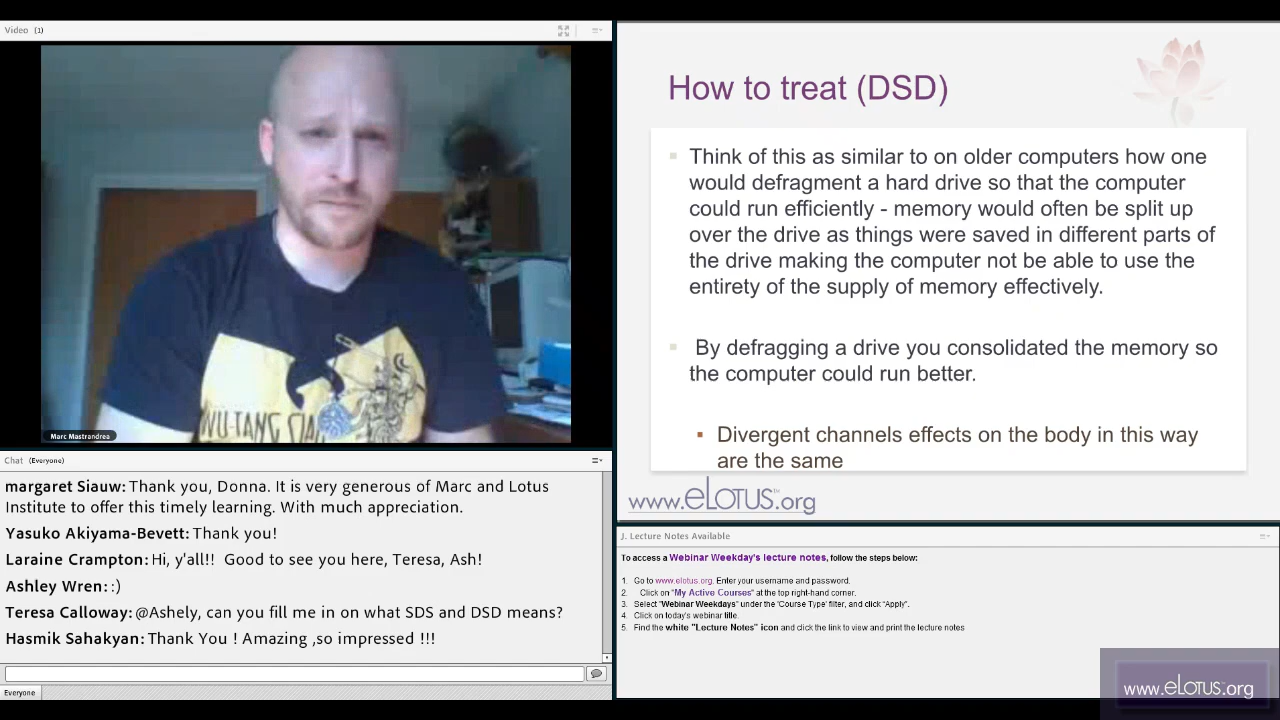 Video (1)
WU-TANG
Marc Mastrandrea
Chat (Everyone)
margaret Siauw: Thank you, Donna. It is very generous of Marc and Lotus
Institute to offer this timely learning. With much appreciation.
Yasuko Akiyama-Bevett: Thank you!
Laraine Crampton: Hi, y'all!! Good to see you here, Teresa, Ash!
Ashley Wren: :)
Teresa Calloway: @Ashely, can you fill me in on what SDS and DSD means?
Hasmik Sahakyan: Thank You ! Amazing ,so impressed !!!
Everyone
How to treat (DSD)
Think of this as similar to on older computers how one
would defragment a hard drive so that the computer
could run efficiently - memory would often be split up
over the drive as things were saved in different parts of
the drive making the computer not be able to use the
entirety of the supply of memory effectively.
By defragging a drive you consolidated the memory so
the computer could run better.
Divergent channels effects on the body in this way
are the same
www.eLOTUS.org
J. Lecture Notes Available
To access a Webinar Weekday's lecture notes, follow the steps below:
1. Go to www.elotus.org. Enter your username and password.
2. Click on "My Active Courses" at the top right-hand corner.
3. Select "Webinar Weekdays" under the 'Course Type' filter, and click "Apply".
4. Click on today's webinar title.
5. Find the white "Lecture Notes" icon and click the link to view and print the lecture notes
www.eLOTUS.org